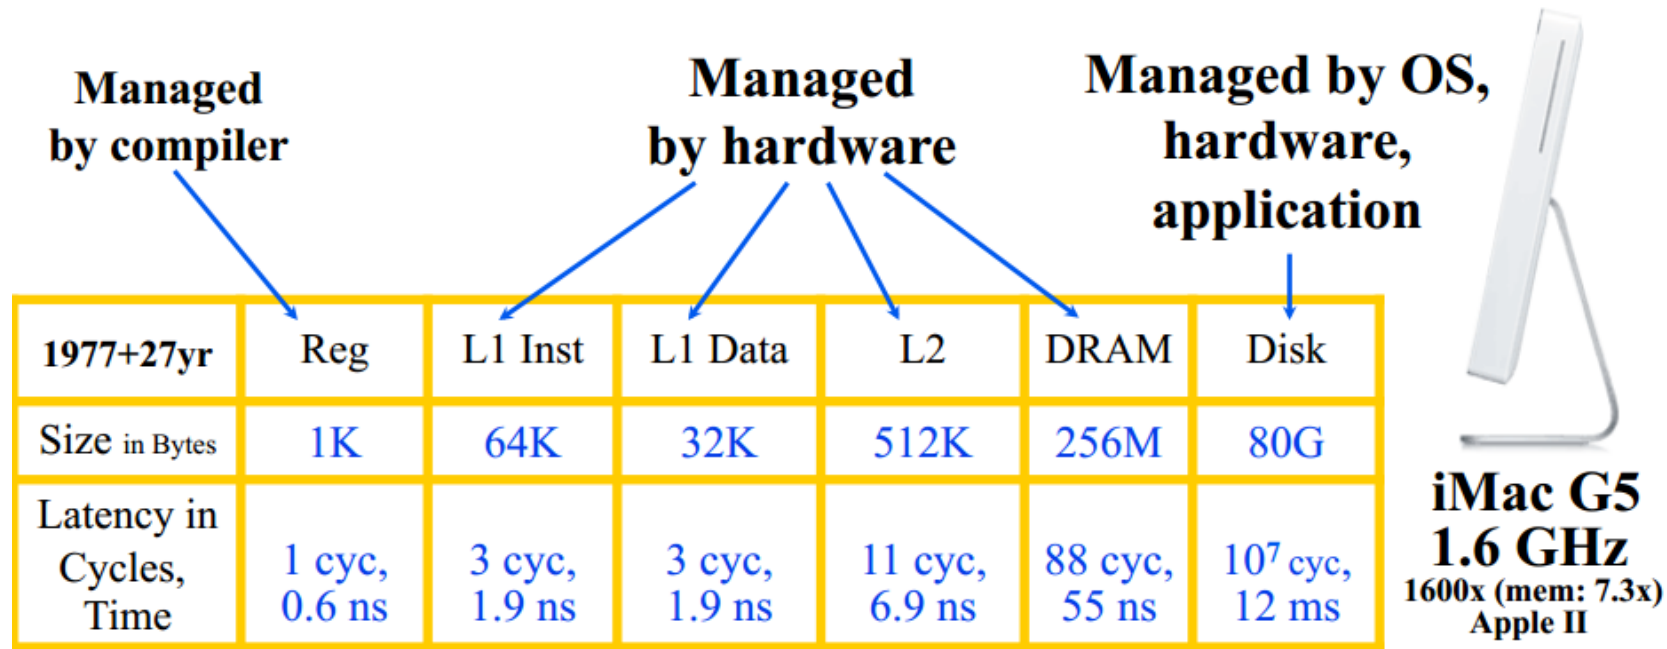 Managed
by compiler
Managed
by hardware
Managed by OS,
hardware,
application
1977+27yr Reg L1 Inst L1 Data L2 DRAM Disk
Size in Bytes 1K 64K 32K 512K 256M 80G
Latency in
Cycles,
Time
1 cyc, 3 cyc, 3 cyc, 11 cyc, 88 cyc, 10⁷ cyc,
0.6 ns 1.9 ns 1.9 ns 6.9 ns 55 ns 12 ms
iMac G5
1.6 GHz
1600x (mem: 7.3x)
Apple II